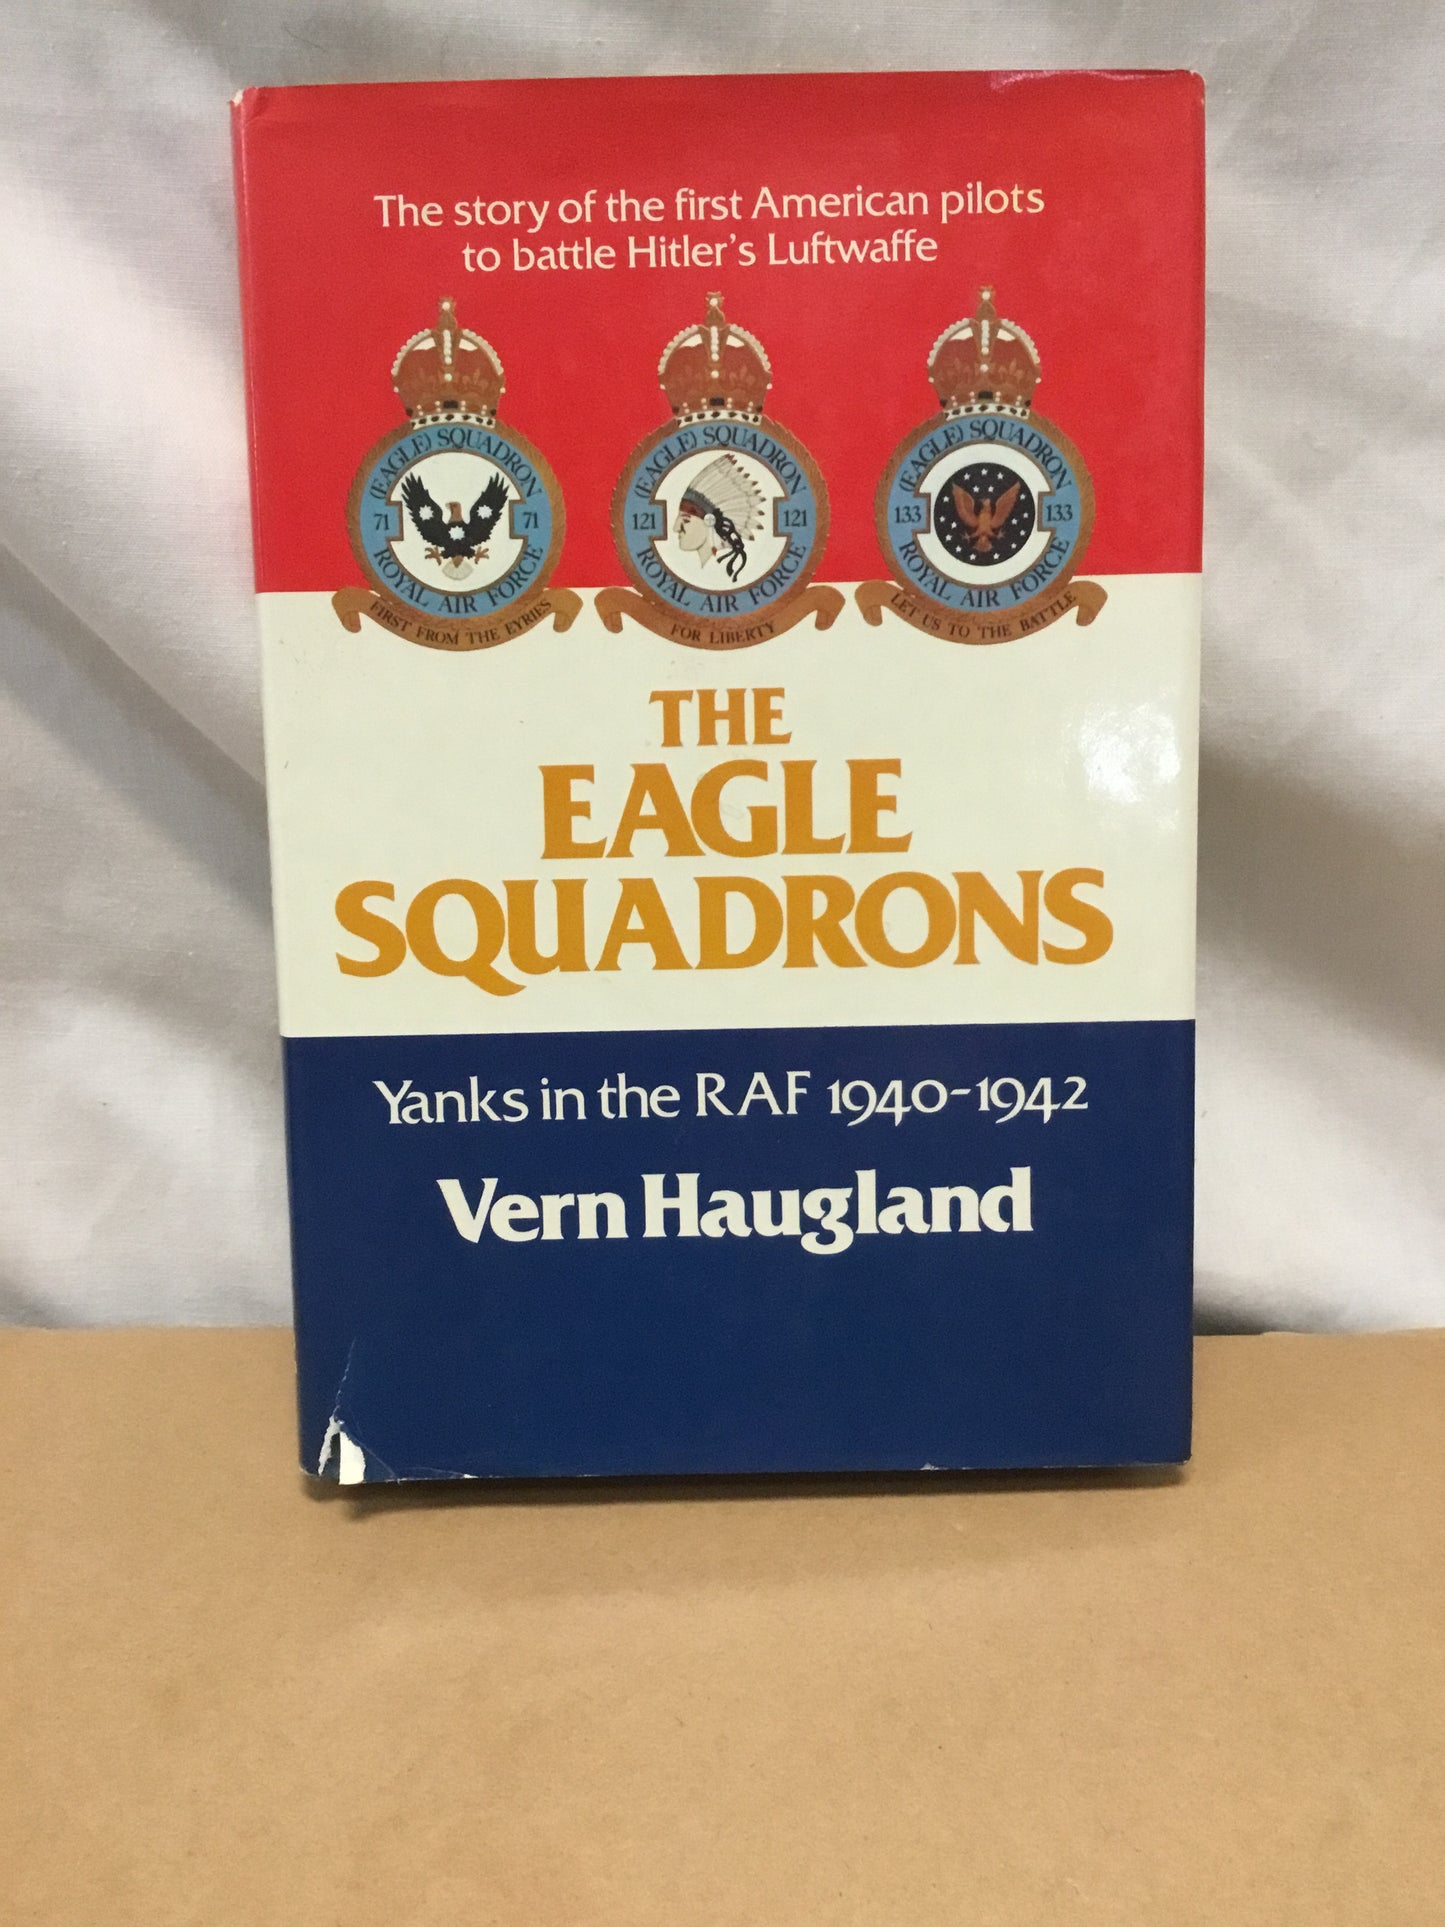 The story of the first American pilots
to battle Hitler's Luftwaffe
(EAGLE) SQUADRON
71 71
ROYAL AIR FORCE
FIRST FROM THE EYRIES
(EAGLE) SQUADRON
121 121
ROYAL AIR FORCE
FOR LIBERTY
(EAGLE) SQUADRON
133 133
ROYAL AIR FORCE
LET US TO THE BATTLE
THE
EAGLE
SQUADRONS
Yanks in the RAF 1940-1942
Vern Haugland